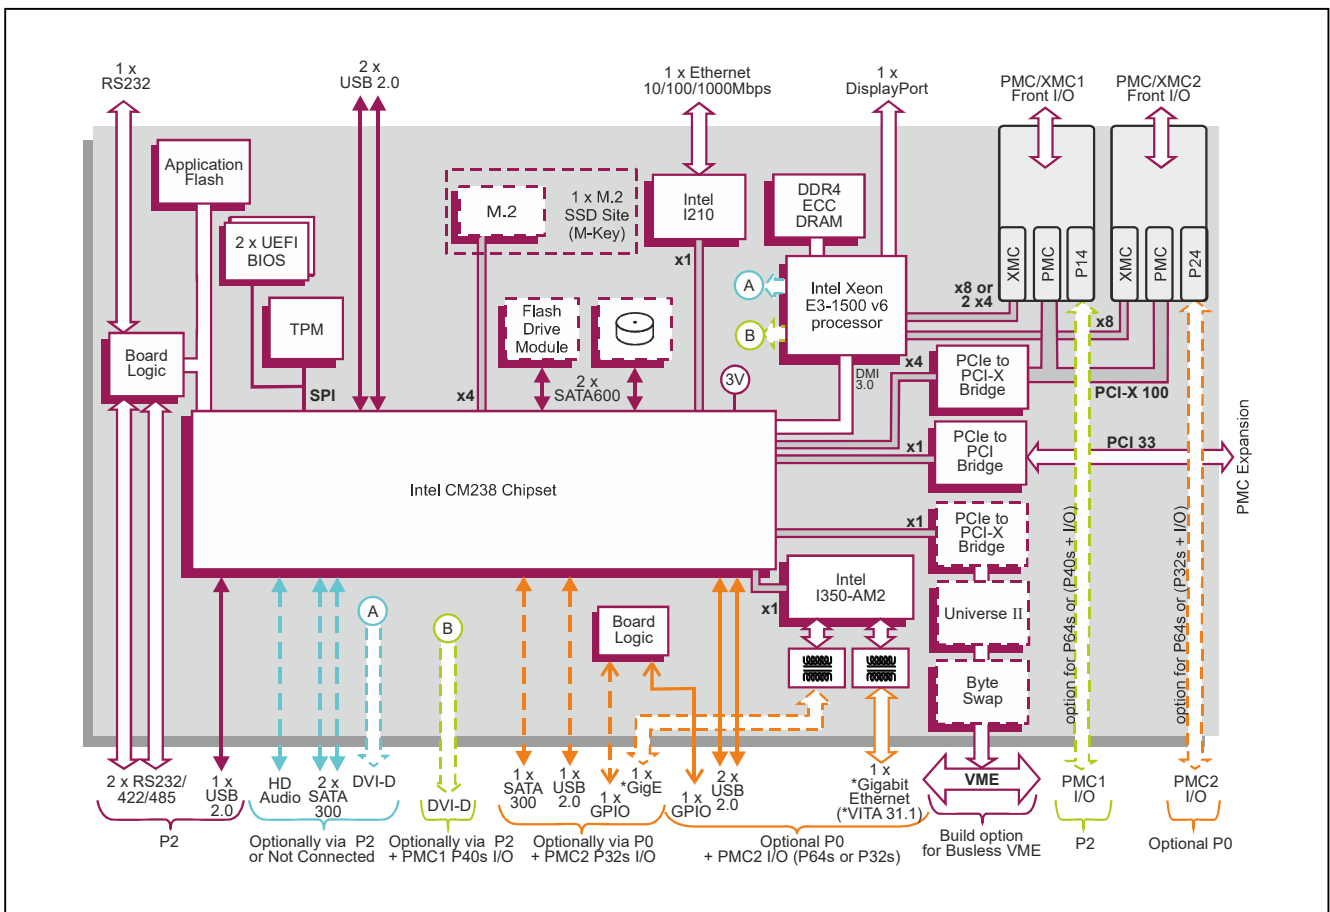 1 x
RS232
2 x
USB 2.0
1 x Ethernet
10/100/1000Mbps
1 x
DisplayPort
PMC/XMC1
Front I/O
PMC/XMC2
Front I/O
Application
Flash
2 x UEFI
BIOS
TPM
SPI
Board
Logic
M.2
1 x M.2
SSD Site
(M-Key)
x4
Flash
Drive
Module
2 x
SATA600
Intel
I210
x1
3V
DDR4
ECC
DRAM
A
B
Intel Xeon
E3-1500 v6
processor
DMI
3.0
x8 or
2 x4
XMC
PMC
P14
XMC
PMC
P24
x8
x4
PCIe to
PCI-X
Bridge
PCI-X 100
x1
PCIe to
PCI
Bridge
PCI 33
PMC Expansion
Intel CM238 Chipset
x1
PCIe to
PCI-X
Bridge
Intel
I350-AM2
x1
Universe II
Byte
Swap
option for P64s or (P40s + I/O)
option for P64s or (P32s + I/O)
A
B
Board
Logic
2 x RS232/
422/485
1 x
USB
2.0
P2
HD
Audio
2 x
SATA
300
DVI-D
Optionally via P2
or Not Connected
DVI-D
Optionally via P2
+ PMC1 P40s I/O
1 x
SATA
300
1 x
USB
2.0
1 x
GPIO
1 x
*GigE
Optionally via P0
+ PMC2 P32s I/O
1 x
GPIO
2 x
USB
2.0
1 x
*Gigabit
Ethernet
(*VITA 31.1)
Optional P0
+ PMC2 I/O (P64s or P32s)
VME
Build option
for Busless VME
PMC1
I/O
P2
PMC2
I/O
Optional P0